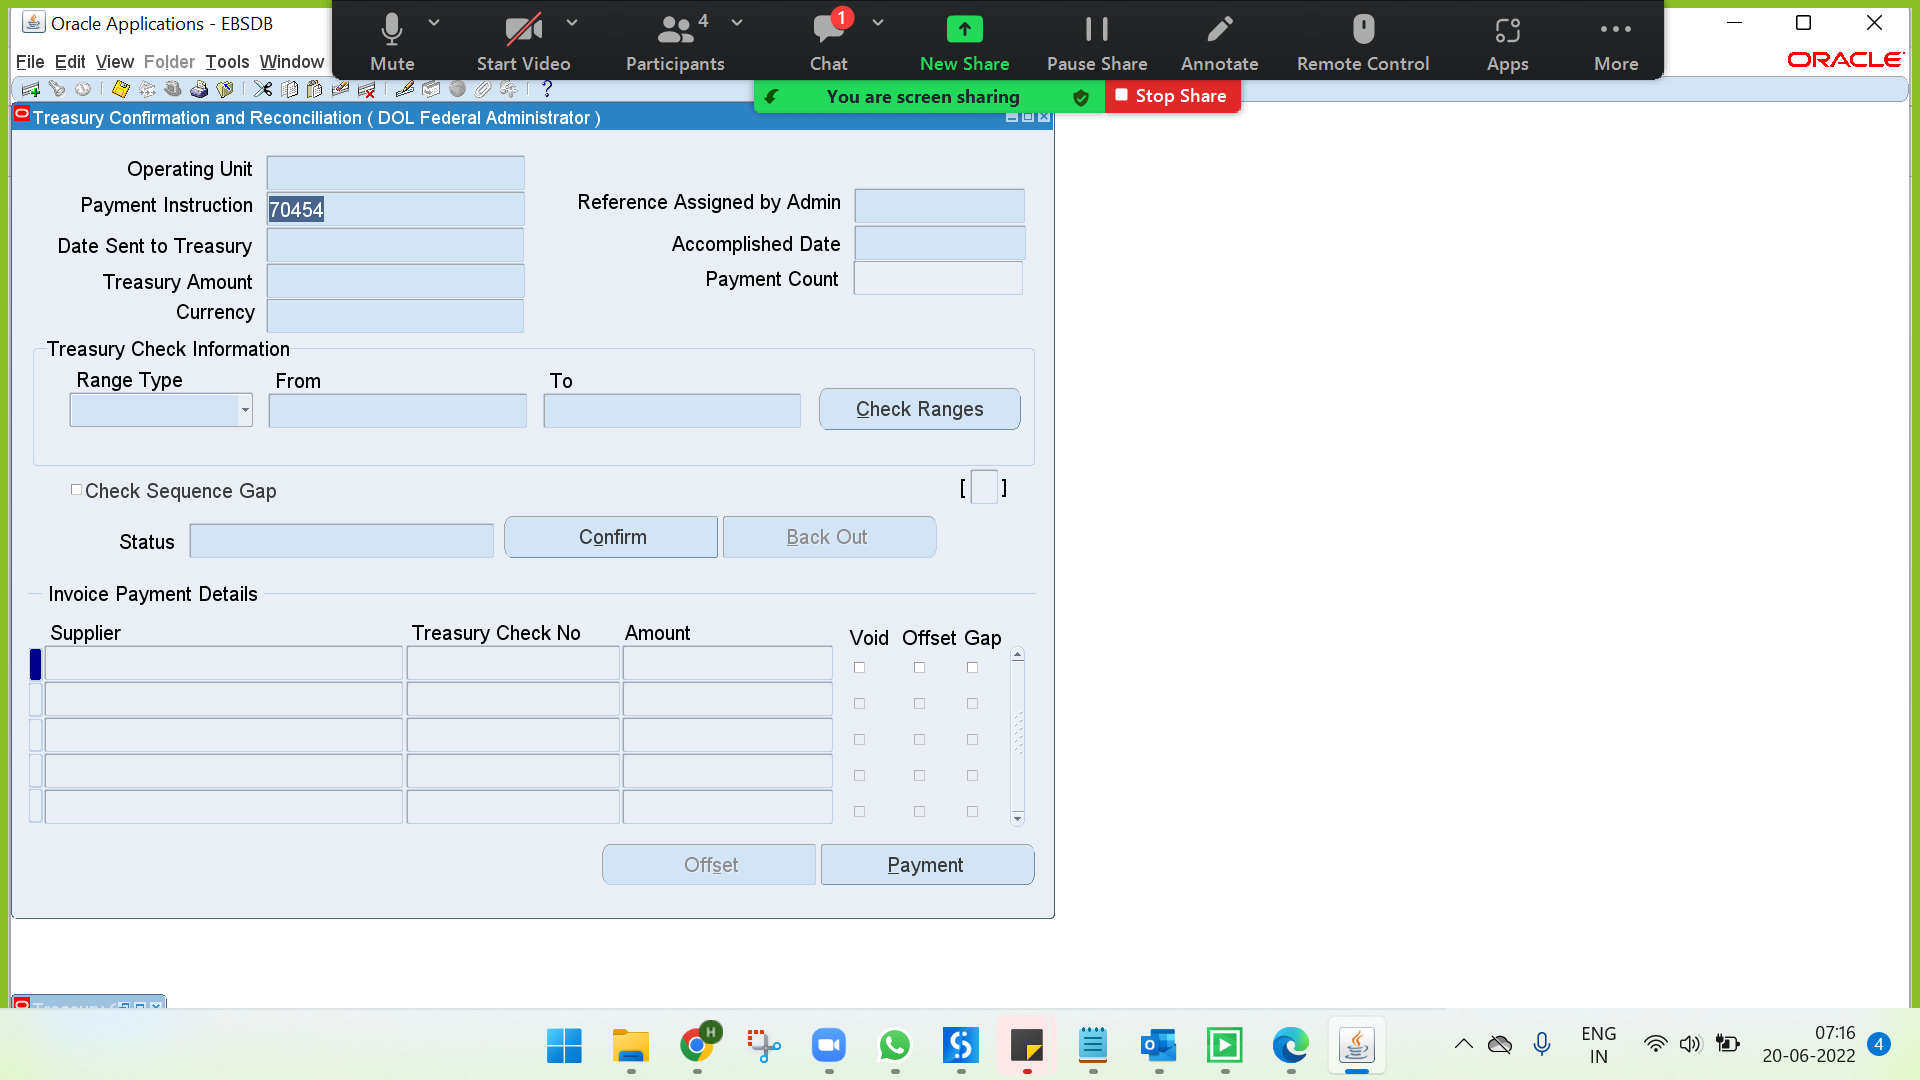 Oracle Applications - EBSDB
File Edit View Folder Tools Window
Mute
Start Video
4
Participants
1
Chat
New Share
Pause Share
Annotate
Remote Control
Apps
More
ORACLE
You are screen sharing
Stop Share
Treasury Confirmation and Reconciliation ( DOL Federal Administrator )
Operating Unit
Payment Instruction 70454
Reference Assigned by Admin
Date Sent to Treasury
Accomplished Date
Treasury Amount
Payment Count
Currency
Treasury Check Information
Range Type From To
Check Ranges
Check Sequence Gap
[ ]
Status
Confirm
Back Out
Invoice Payment Details
Supplier Treasury Check No Amount Void Offset Gap
Offset
Payment
H
ENG
IN
07:16
20-06-2022
4